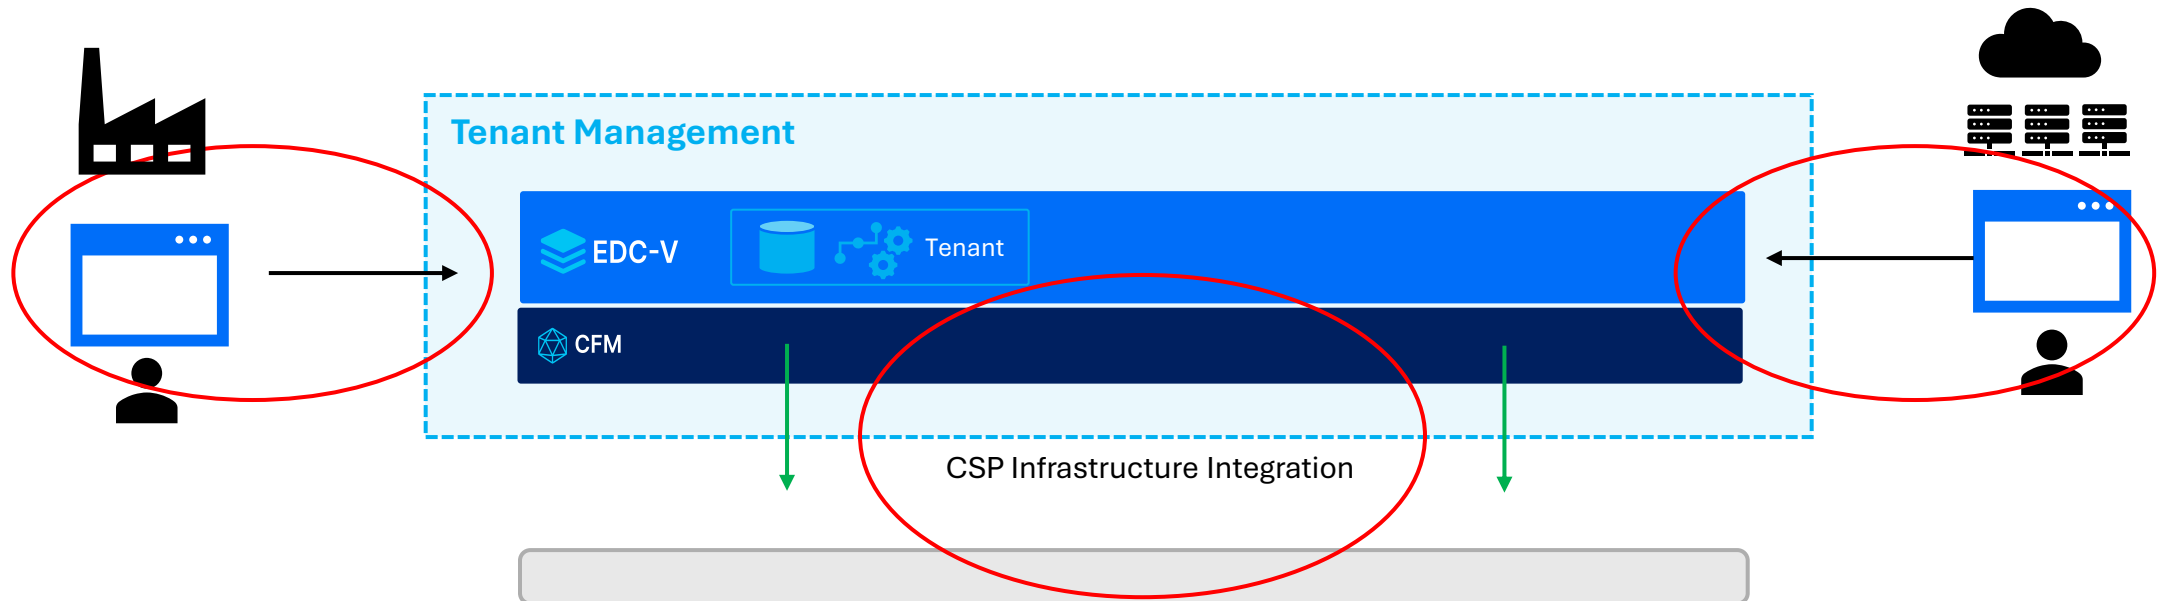 Tenant Management
EDC-V
Tenant
CFM
CSP Infrastructure Integration